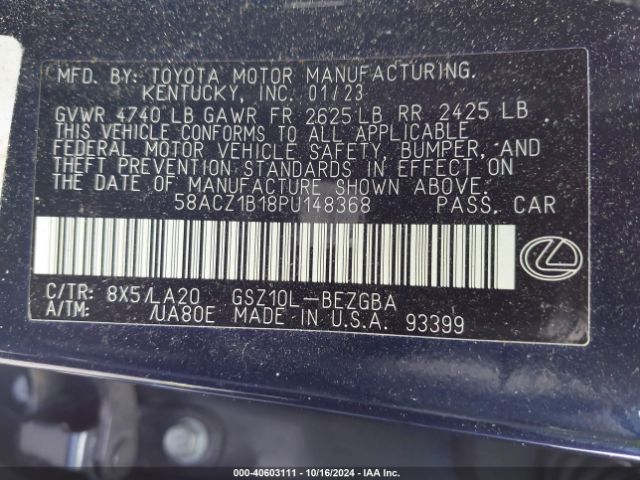 MFD. BY: TOYOTA MOTOR MANUFACTURING.
KENTUCKY, INC. 01/23
GVWR 4740 LB GAWR FR 2625 LB RR 2425 LB
THIS VEHICLE CONFORMS TO ALL APPLICABLE
FEDERAL MOTOR VEHICLE SAFETY, BUMPER, AND
THEFT PREVENTION STANDARDS IN EFFECT ON
THE DATE OF MANUFACTURE SHOWN ABOVE.
58ACZ1B18PU148368 PASS. CAR
C/TR: 8X5/LA20 GSZ10L-BEZGBA
A/TM: /UA80E MADE IN U.S.A. 93399
000-40603111 - 10/16/2024 - IAA Inc.